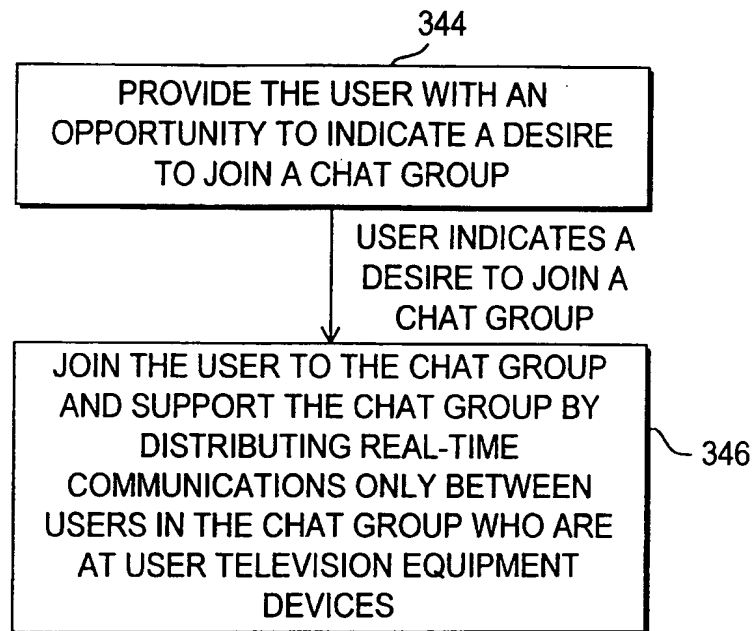 344
PROVIDE THE USER WITH AN
OPPORTUNITY TO INDICATE A DESIRE
TO JOIN A CHAT GROUP
USER INDICATES A
DESIRE TO JOIN A
CHAT GROUP
JOIN THE USER TO THE CHAT GROUP
AND SUPPORT THE CHAT GROUP BY
DISTRIBUTING REAL-TIME
COMMUNICATIONS ONLY BETWEEN
USERS IN THE CHAT GROUP WHO ARE
AT USER TELEVISION EQUIPMENT
DEVICES
346